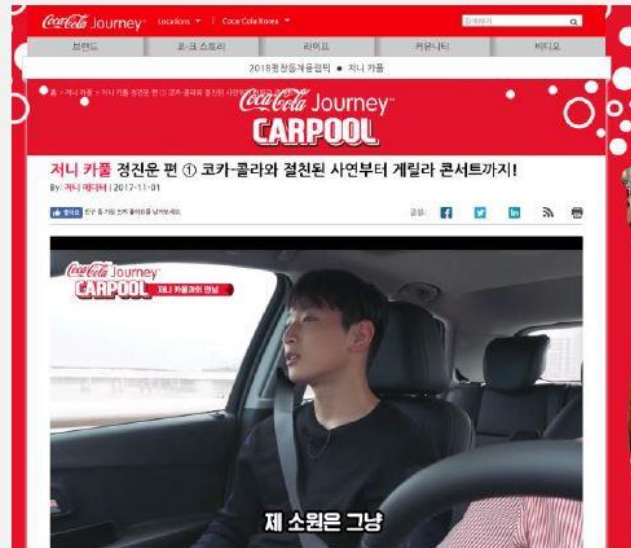 Coca-Cola Journey Locations | Coca-Cola Korea
브랜드 코-크 스토리 라이프 커뮤니티 비디오
2018평창동계올림픽 ● 저니 카풀
Coca-Cola Journey
CARPOOL
저니 카풀 정진운 편 ① 코카-콜라와 절친된 사연부터 게릴라 콘서트까지!
By: 저니 에디터 | 2017-11-01
좋아요
공유:
Coca-Cola Journey
CARPOOL 저니 카풀과의 만남
제 소원은 그냥